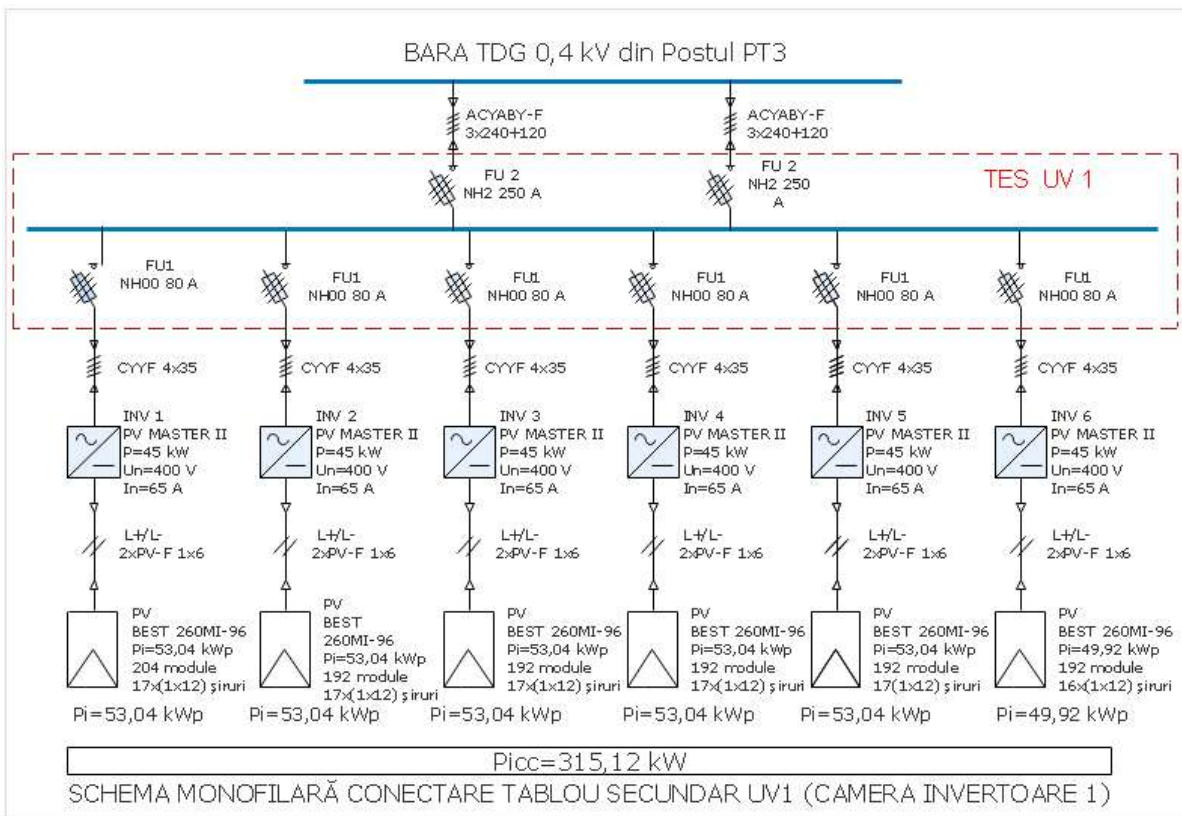 BARA TDG 0,4 kV din Postul PT3
ACYABY-F
3x240+120
ACYABY-F
3x240+120
FU 2
NH2 250 A
FU 2
NH2 250
A
TES UV 1
FU1
NH00 80 A
FU1
NH00 80 A
FU1
NH00 80 A
FU1
NH00 80 A
FU1
NH00 80 A
FU1
NH00 80 A
CYYF 4x35
CYYF 4x35
CYYF 4x35
CYYF 4x35
CYYF 4x35
CYYF 4x35
INV 1
PV MASTER II
P=45 kW
Un=400 V
In=65 A
INV 2
PV MASTER II
P=45 kW
Un=400 V
In=65 A
INV 3
PV MASTER II
P=45 kW
Un=400 V
In=65 A
INV 4
PV MASTER II
P=45 kW
Un=400 V
In=65 A
INV 5
PV MASTER II
P=45 kW
Un=400 V
In=65 A
INV 6
PV MASTER II
P=45 kW
Un=400 V
In=65 A
L+/L-
2xPV-F 1x6
L+/L-
2xPV-F 1x6
L+/L-
2xPV-F 1x6
L+/L-
2xPV-F 1x6
L+/L-
2xPV-F 1x6
L+/L-
2xPV-F 1x6
PV
BEST 260MI-96
Pi=53,04 kWp
204 module
17x(1x12) şiruri
PV
BEST
260MI-96
Pi=53,04 kWp
192 module
17x(1x12) şiruri
PV
BEST 260MI-96
Pi=53,04 kWp
192 module
17x(1x12) şiruri
PV
BEST 260MI-96
Pi=53,04 kWp
192 module
17x(1x12) şiruri
PV
BEST 260MI-96
Pi=53,04 kWp
192 module
17(1x12) şiruri
PV
BEST 260MI-96
Pi=49,92 kWp
192 module
16x(1x12) şiruri
Pi=53,04 kWp
Pi=53,04 kWp
Pi=53,04 kWp
Pi=53,04 kWp
Pi=53,04 kWp
Pi=49,92 kWp
Picc=315,12 kW
SCHEMA MONOFILARĂ CONECTARE TABLOU SECUNDAR UV1 (CAMERA INVERTOARE 1)